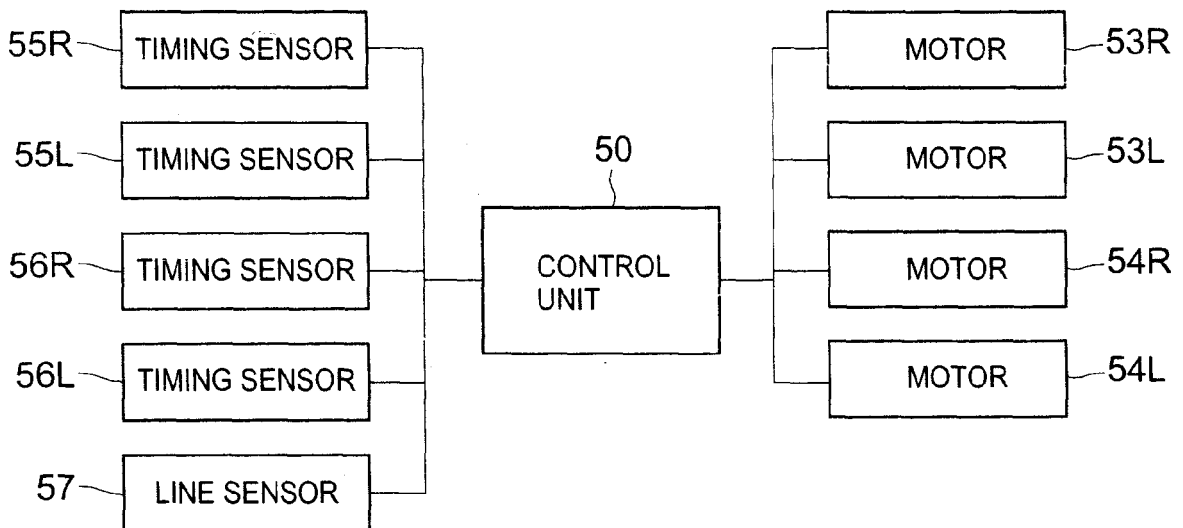 55R TIMING SENSOR
55L TIMING SENSOR
56R TIMING SENSOR
56L TIMING SENSOR
57 LINE SENSOR
50
CONTROL
UNIT
MOTOR 53R
MOTOR 53L
MOTOR 54R
MOTOR 54L